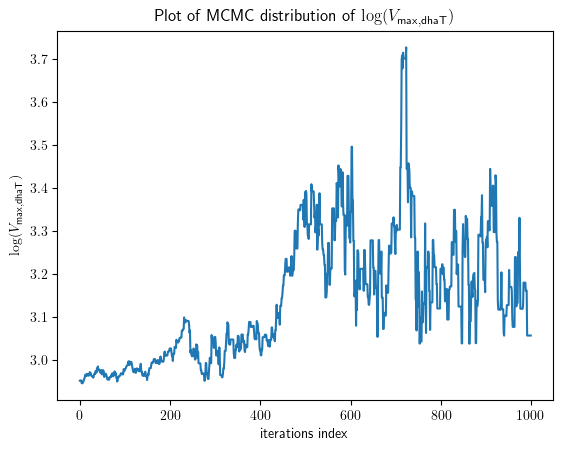 Plot of MCMC distribution of log(V_max,dhaT)
log(V_max,dhaT)
3.7
3.6
3.5
3.4
3.3
3.2
3.1
3.0
0 200 400 600 800 1000
iterations index